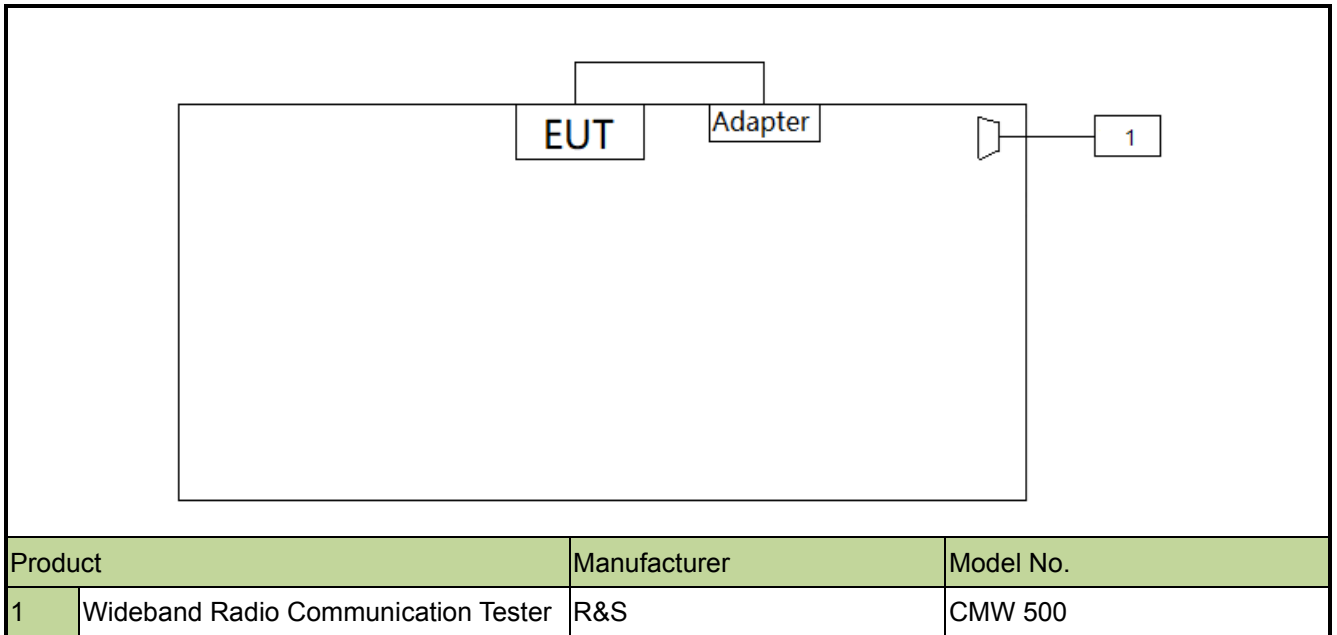 EUT
Adapter
1
Product Manufacturer Model No.
1 Wideband Radio Communication Tester R&S CMW 500